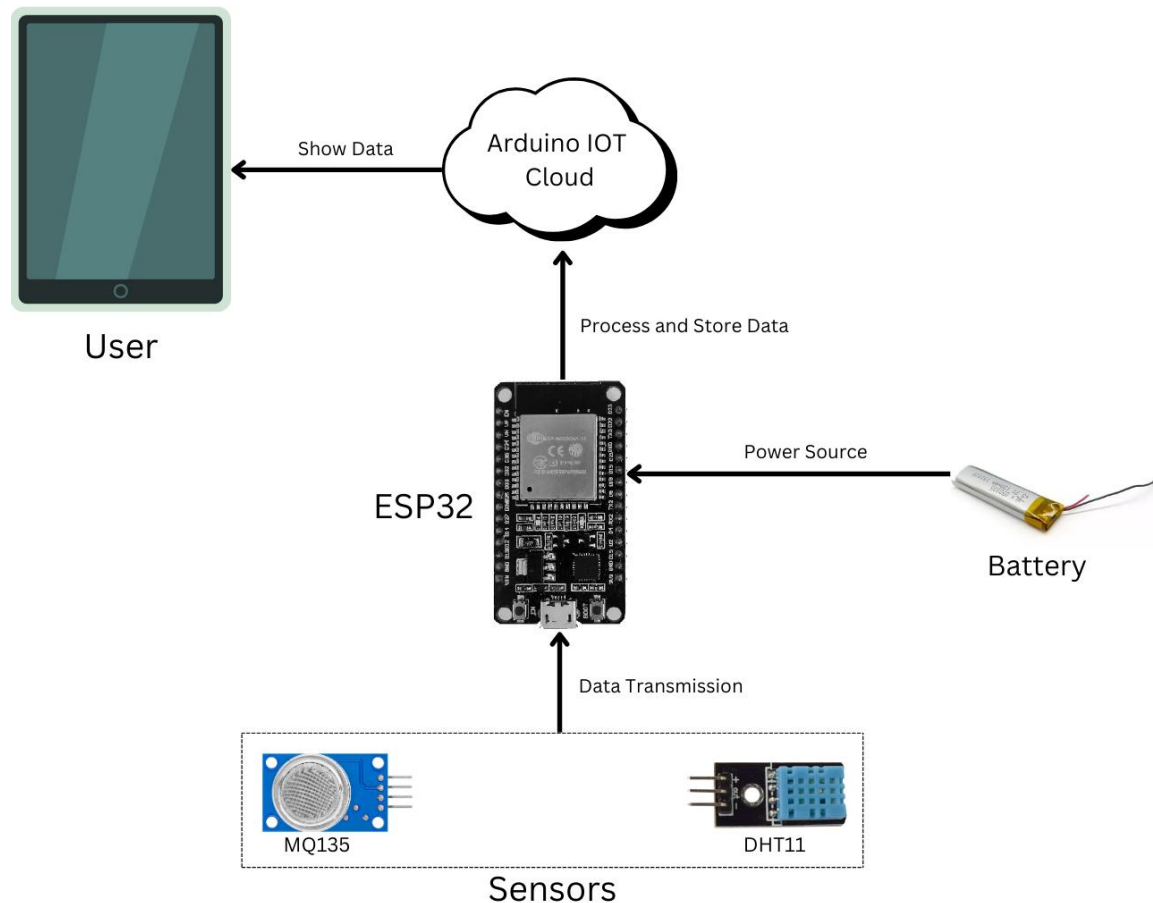 Arduino IOT
Cloud
Show Data
User
Process and Store Data
Power Source
ESP32
Battery
Data Transmission
MQ135
DHT11
Sensors